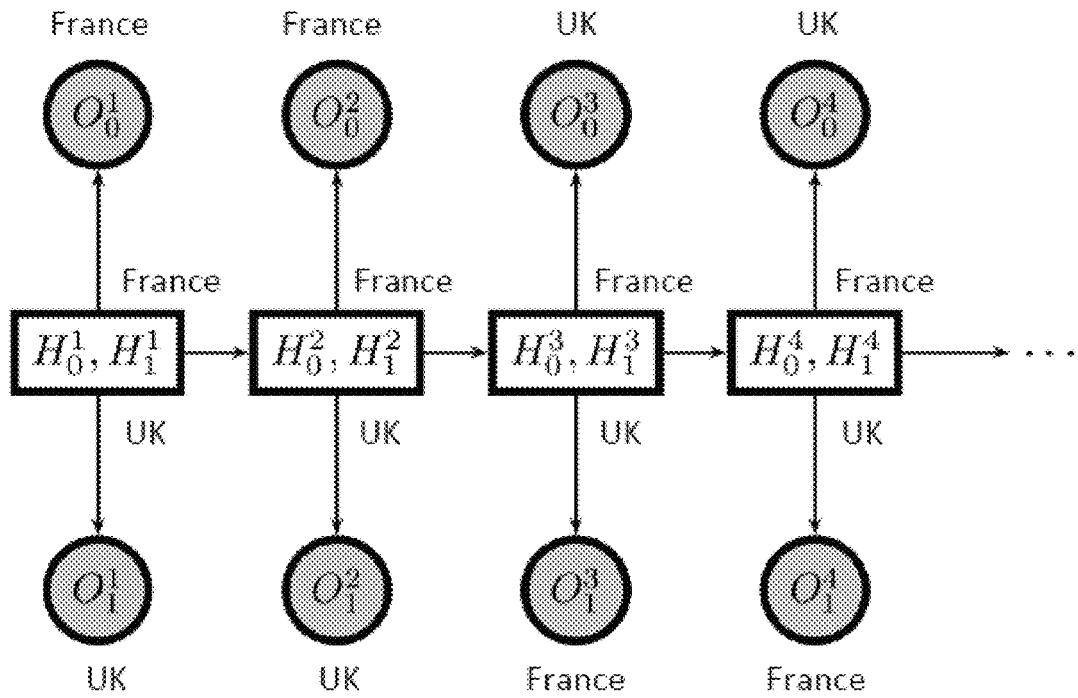 France France UK UK
O_0^1 O_0^2 O_0^3 O_0^4
France France France France
H_0^1, H_1^1 H_0^2, H_1^2 H_0^3, H_1^3 H_0^4, H_1^4 ...
UK UK UK UK
O_1^1 O_1^2 O_1^3 O_1^4
UK UK France France